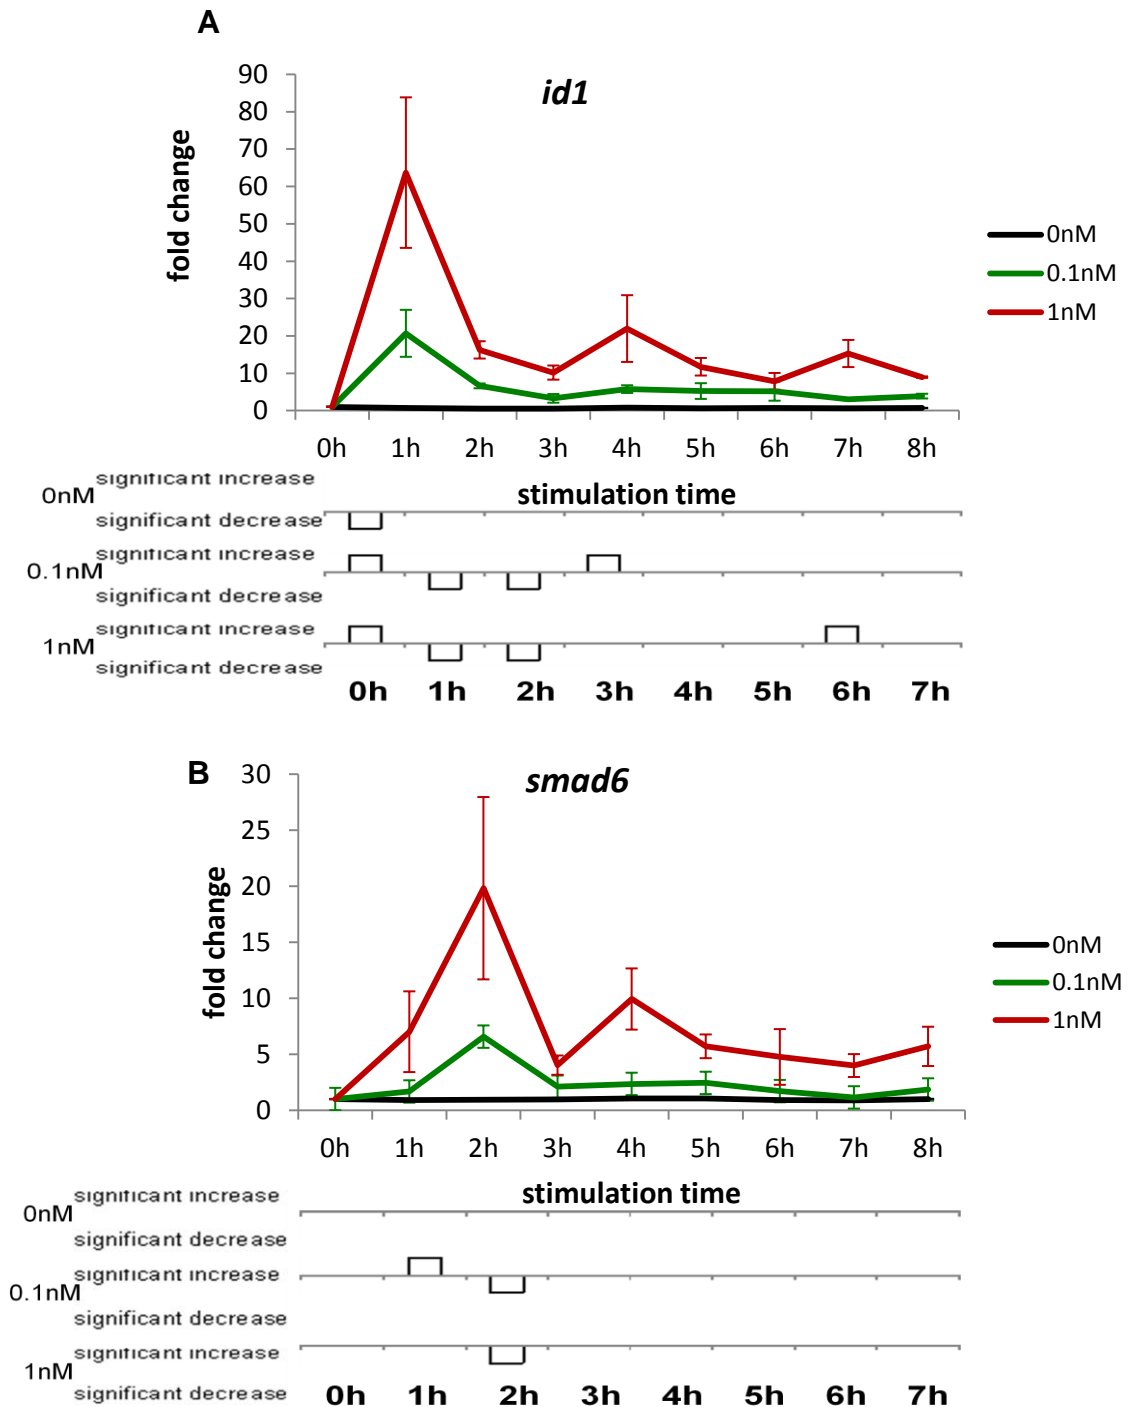 A
id1
90
80
70
60
50
40
30
20
10
0
fold change
0nM
0.1nM
1nM
0h 1h 2h 3h 4h 5h 6h 7h 8h
stimulation time
0nM
significant increase
significant decrease
0.1nM
significant increase
significant decrease
1nM
significant increase
significant decrease
0h 1h 2h 3h 4h 5h 6h 7h
B
smad6
30
25
20
15
10
5
0
fold change
0nM
0.1nM
1nM
0h 1h 2h 3h 4h 5h 6h 7h 8h
stimulation time
0nM
significant increase
significant decrease
0.1nM
significant increase
significant decrease
1nM
significant increase
significant decrease
0h 1h 2h 3h 4h 5h 6h 7h